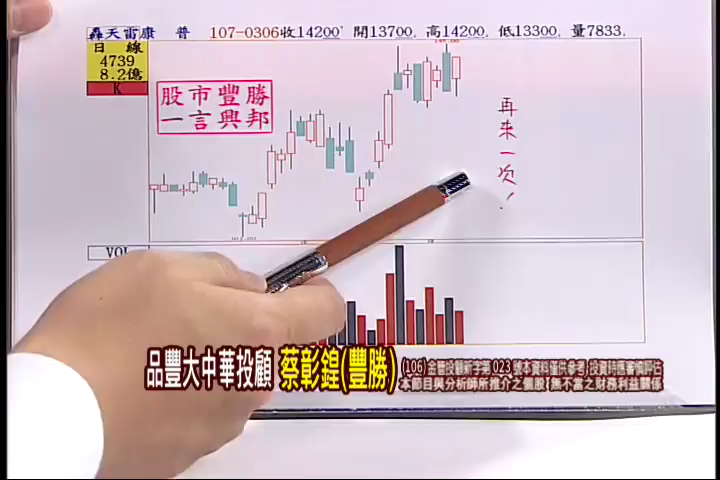 轟天雷康 普 107-0306收14200' 開13700. 高14200. 低13300. 量7833.
日 線
4739
8.2億
K
股市豐勝
一言興邦
再來一次!
VOL
品豐大中華投顧 蔡彰鍠(豐勝)
(106)金管投顧新字第023號本資料僅供參考,投資時應審慎評估
本節目與分析師所推介之個股,無不當之財務利益關係